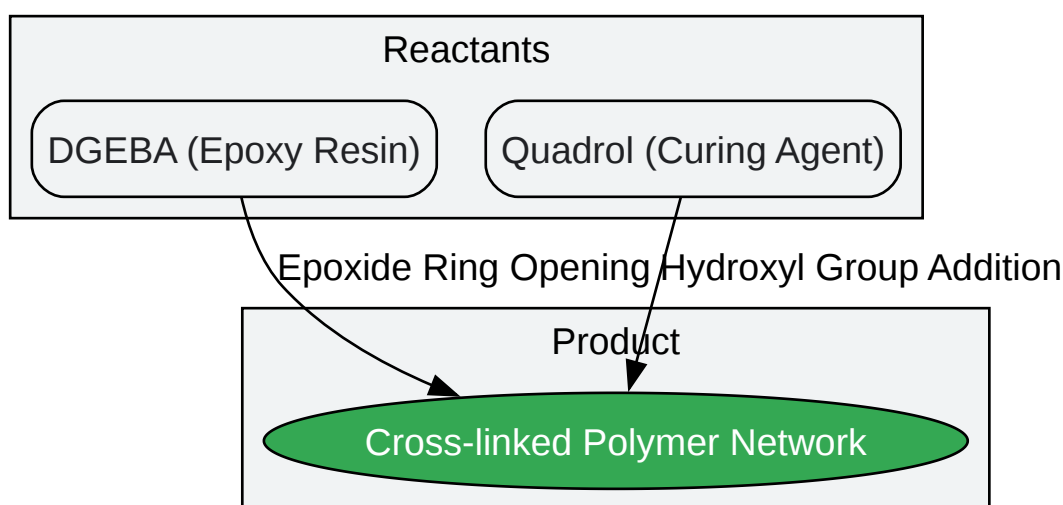 Reactants
DGEBA (Epoxy Resin)
Quadrol (Curing Agent)
Epoxide Ring Opening
Hydroxyl Group Addition
Product
Cross-linked Polymer Network